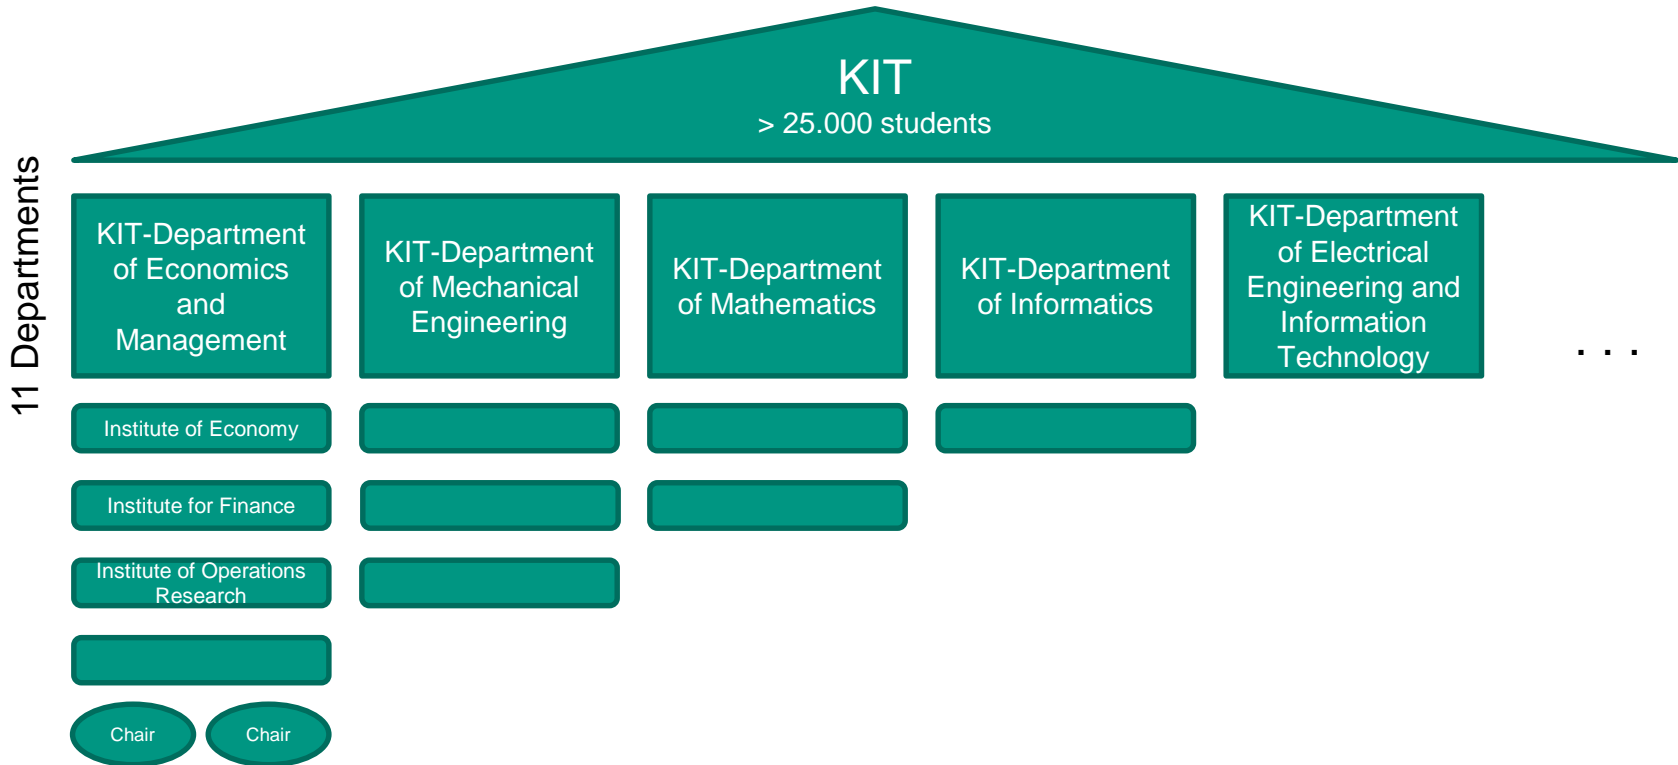 KIT
> 25.000 students
11 Departments
KIT-Department
of Economics
and
Management
KIT-Department
of Mechanical
Engineering
KIT-Department
of Mathematics
KIT-Department
of Informatics
KIT-Department
of Electrical
Engineering and
Information
Technology
. . .
Institute of Economy
Institute for Finance
Institute of Operations
Research
Chair
Chair